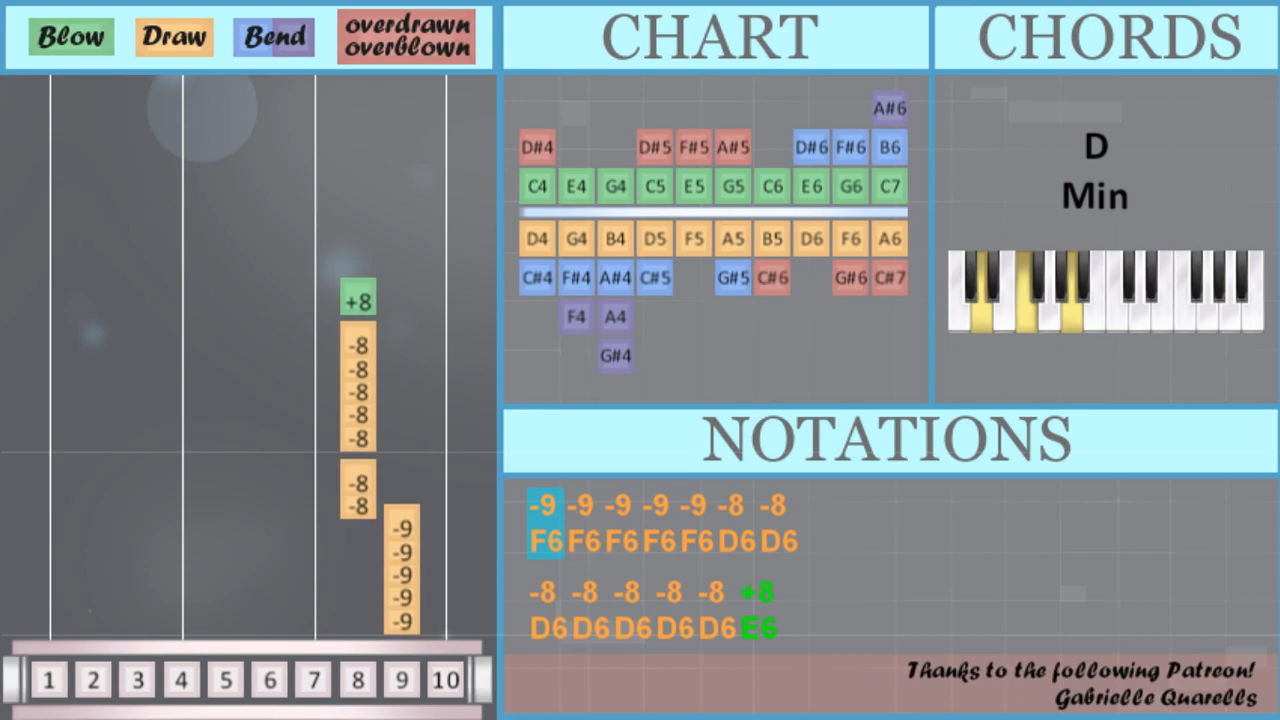 Blow Draw Bend overdrawn
overblown
CHART
CHORDS
A#6
D#4 D#5 F#5 A#5 D#6 F#6 B6
C4 E4 G4 C5 E5 G5 C6 E6 G6 C7
D4 G4 B4 D5 F5 A5 B5 D6 F6 A6
C#4 F#4 A#4 C#5 G#5 C#6 G#6 C#7
F4 A4
G#4
D
Min
+8
-8
-8
-8
-8
-8
-8
-8
-9
-9
-9
-9
-9
1 2 3 4 5 6 7 8 9 10
NOTATIONS
-9 -9 -9 -9 -9 -8 -8
F6 F6 F6 F6 F6 D6 D6
-8 -8 -8 -8 -8 +8
D6 D6 D6 D6 D6 E6
Thanks to the following Patreon!
Gabrielle Quarells